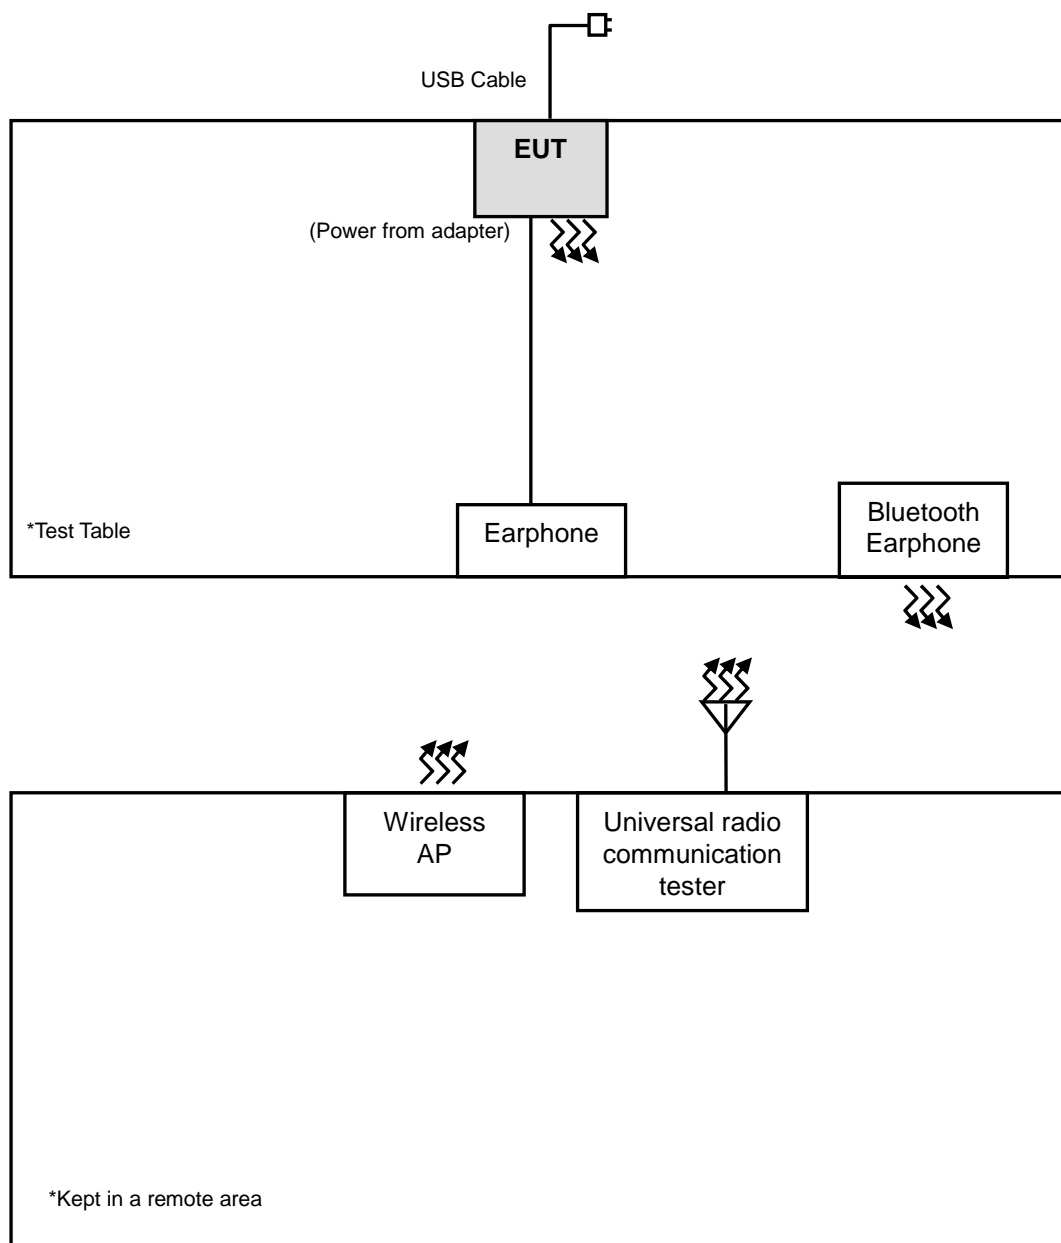 USB Cable
EUT
(Power from adapter)
*Test Table
Earphone
Bluetooth
Earphone
Wireless
AP
Universal radio
communication
tester
*Kept in a remote area